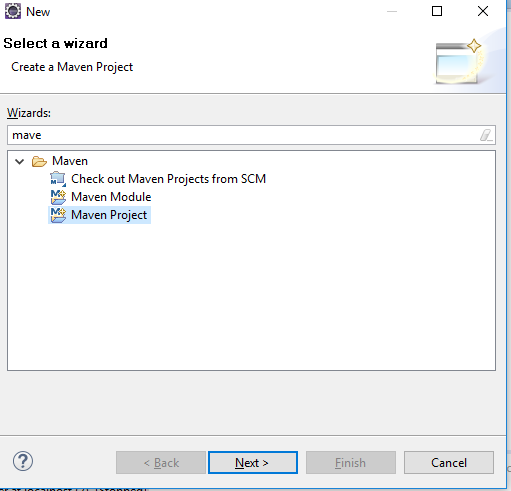 New
Select a wizard
Create a Maven Project
Wizards:
mave
Maven
Check out Maven Projects from SCM
Maven Module
Maven Project
?
< Back
Next >
Finish
Cancel